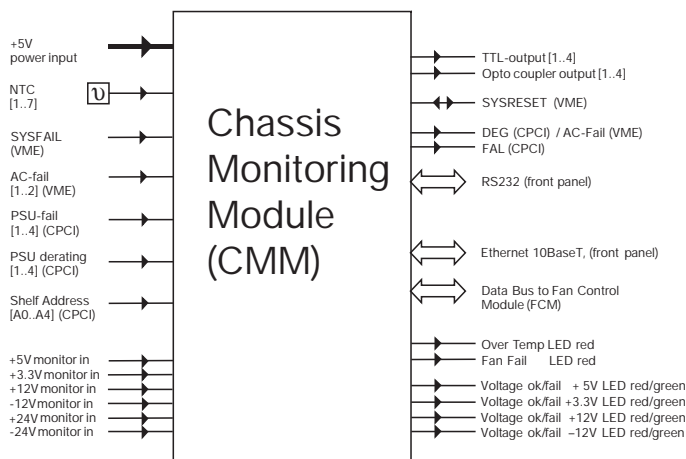 +5V
power input
NTC
[1..7]
υ
SYSFAIL
(VME)
AC-fail
[1..2] (VME)
PSU-fail
[1..4] (CPCI)
PSU derating
[1..4] (CPCI)
Shelf Address
[A0..A4] (CPCI)
+5V monitor in
+3.3V monitor in
+12V monitor in
-12V monitor in
+24V monitor in
-24V monitor in
Chassis
Monitoring
Module
(CMM)
TTL-output [1..4]
Opto coupler output [1..4]
SYSRESET (VME)
DEG (CPCI) / AC-Fail (VME)
FAL (CPCI)
RS232 (front panel)
Ethernet 10BaseT, (front panel)
Data Bus to Fan Control
Module (FCM)
Over Temp LED red
Fan Fail LED red
Voltage ok/fail + 5V LED red/green
Voltage ok/fail +3.3V LED red/green
Voltage ok/fail +12V LED red/green
Voltage ok/fail –12V LED red/green